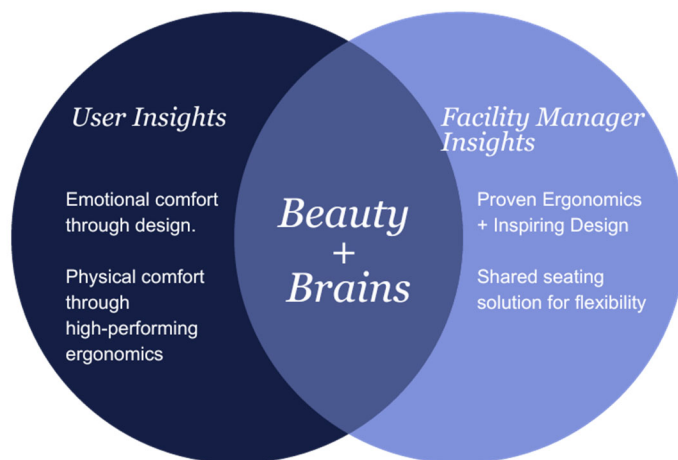 User Insights
Emotional comfort
through design.
Physical comfort
through
high-performing
ergonomics
Beauty
+
Brains
Facility Manager
Insights
Proven Ergonomics
+ Inspiring Design
Shared seating
solution for flexibility